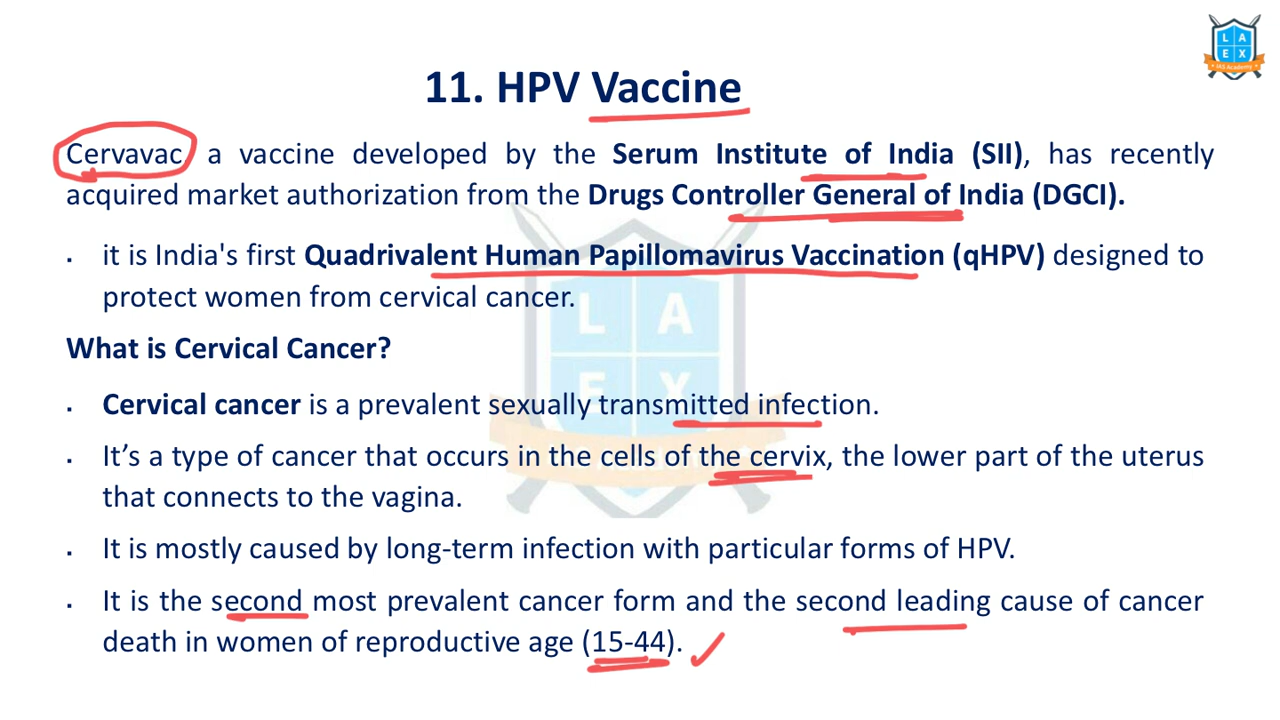 L A
E X
IAS Academy
11. HPV Vaccine
Cervavac, a vaccine developed by the Serum Institute of India (SII), has recently
acquired market authorization from the Drugs Controller General of India (DGCI).
▪ it is India's first Quadrivalent Human Papillomavirus Vaccination (qHPV) designed to
protect women from cervical cancer.
L A
E X
What is Cervical Cancer?
▪ Cervical cancer is a prevalent sexually transmitted infection.
▪ It’s a type of cancer that occurs in the cells of the cervix, the lower part of the uterus
that connects to the vagina.
▪ It is mostly caused by long-term infection with particular forms of HPV.
▪ It is the second most prevalent cancer form and the second leading cause of cancer
death in women of reproductive age (15-44).